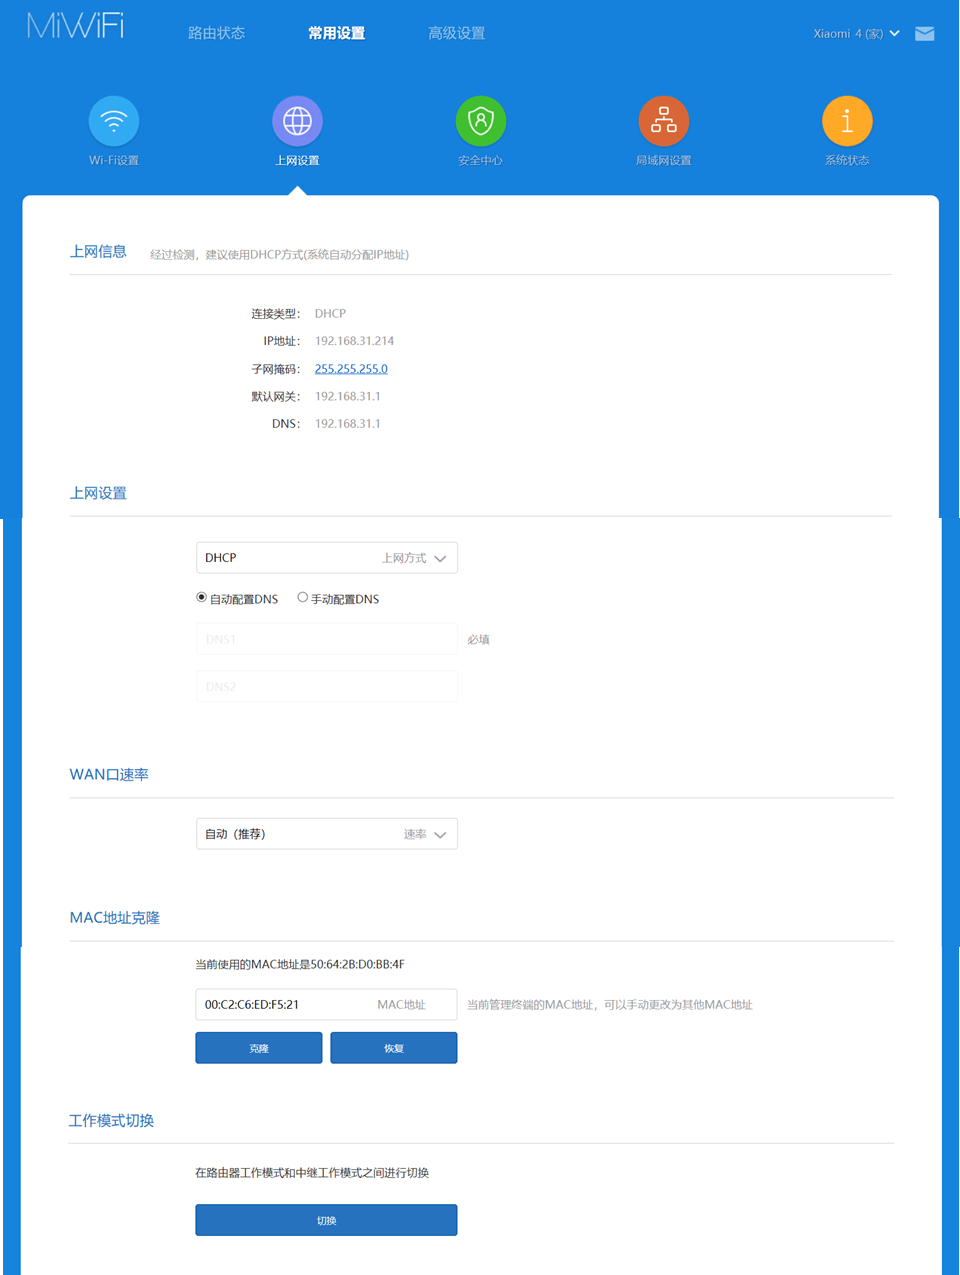 MiWiFi
路由状态 常用设置 高级设置 Xiaomi 4 (家)
Wi-Fi设置 上网设置 安全中心 局域网设置 系统状态
上网信息 经过检测，建议使用DHCP方式(系统自动分配IP地址)
连接类型： DHCP
IP地址： 192.168.31.214
子网掩码： 255.255.255.0
默认网关： 192.168.31.1
DNS： 192.168.31.1
上网设置
DHCP 上网方式
自动配置DNS 手动配置DNS
DNS1 必填
DNS2
WAN口速率
自动（推荐） 速率
MAC地址克隆
当前使用的MAC地址是50:64:2B:D0:BB:4F
00:C2:C6:ED:F5:21 MAC地址 当前管理终端的MAC地址，可以手动更改为其他MAC地址
克隆 恢复
工作模式切换
在路由器工作模式和中继工作模式之间进行切换
切换